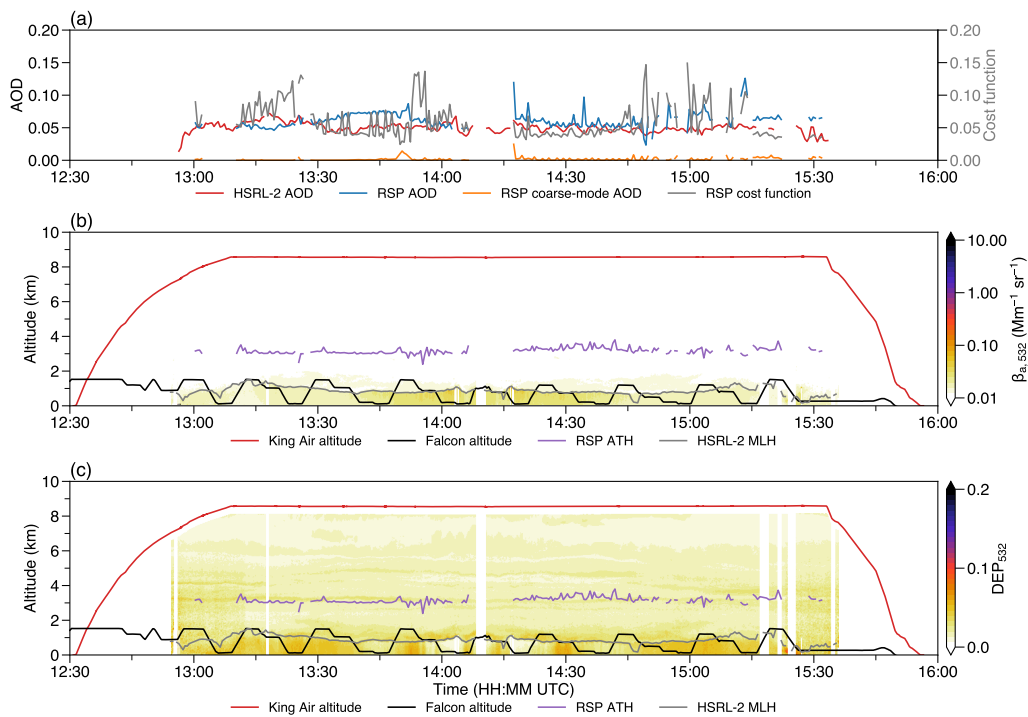 (a)
0.20
0.15
0.10
0.05
0.00
AOD
0.20
0.15
0.10
0.05
0.00
Cost function
12:30 13:00 13:30 14:00 14:30 15:00 15:30 16:00
HSRL-2 AOD RSP AOD RSP coarse-mode AOD RSP cost function
(b)
10
8
6
4
2
0
Altitude (km)
10.00
1.00
0.10
0.01
βa, 532 (Mm−1 sr−1)
12:30 13:00 13:30 14:00 14:30 15:00 15:30 16:00
King Air altitude Falcon altitude RSP ATH HSRL-2 MLH
(c)
10
8
6
4
2
0
Altitude (km)
0.2
0.1
0.0
DEP532
12:30 13:00 13:30 14:00 14:30 15:00 15:30 16:00
Time (HH:MM UTC)
King Air altitude Falcon altitude RSP ATH HSRL-2 MLH